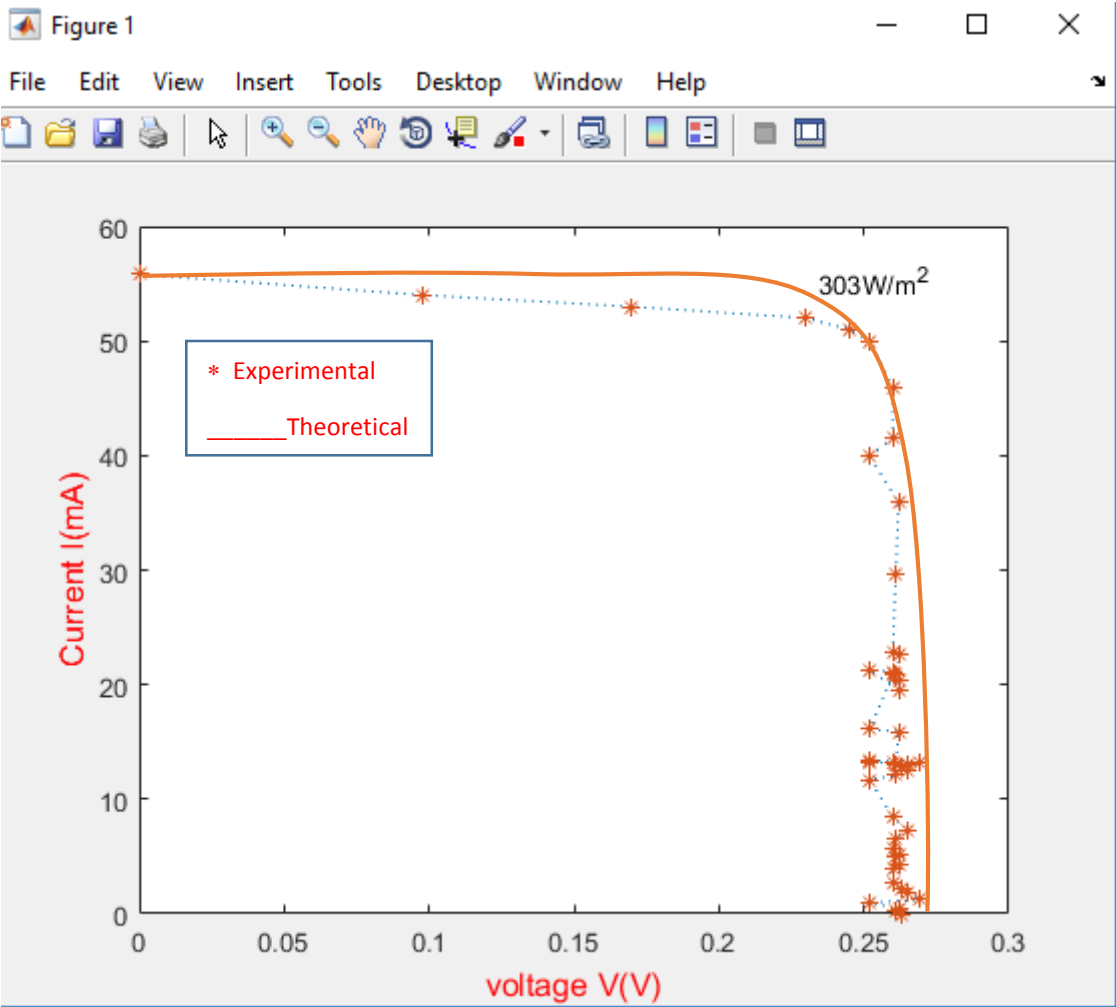 Figure 1
File Edit View Insert Tools Desktop Window Help
60
50
40
30
20
10
0
303W/m²
* Experimental
______Theoretical
Current I(mA)
0 0.05 0.1 0.15 0.2 0.25 0.3
voltage V(V)